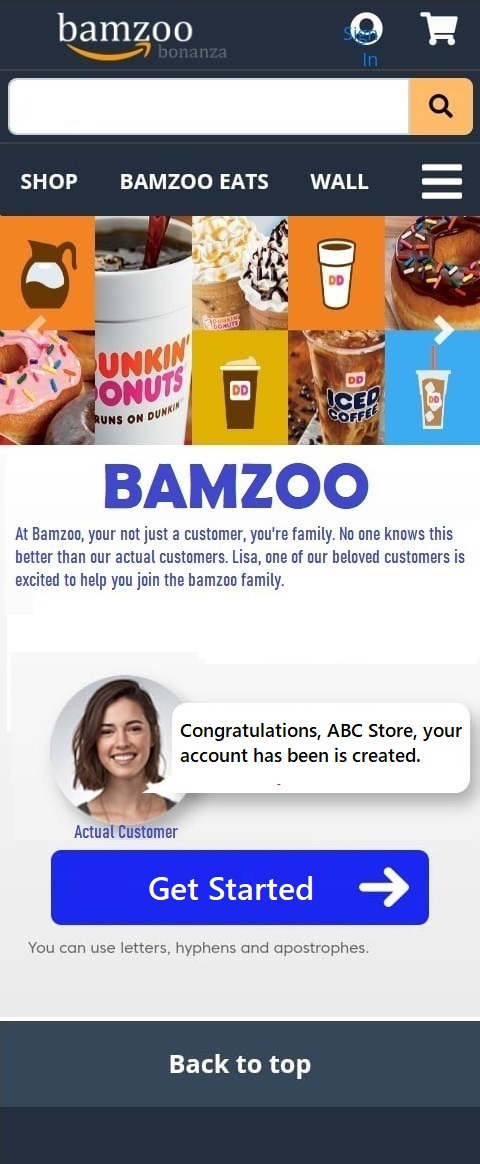 bamzoo
bonanza
Sign
In
SHOP
BAMZOO EATS
WALL
DD
DUNKIN'
DONUTS
UNKIN'
ONUTS
RUNS ON DUNKIN'
DD
DD
ICED
COFFEE
DD
BAMZOO
At Bamzoo, your not just a customer, you're family. No one knows this
better than our actual customers. Lisa, one of our beloved customers is
excited to help you join the bamzoo family.
Congratulations, ABC Store, your
account has been is created.
Actual Customer
Get Started
You can use letters, hyphens and apostrophes.
Back to top